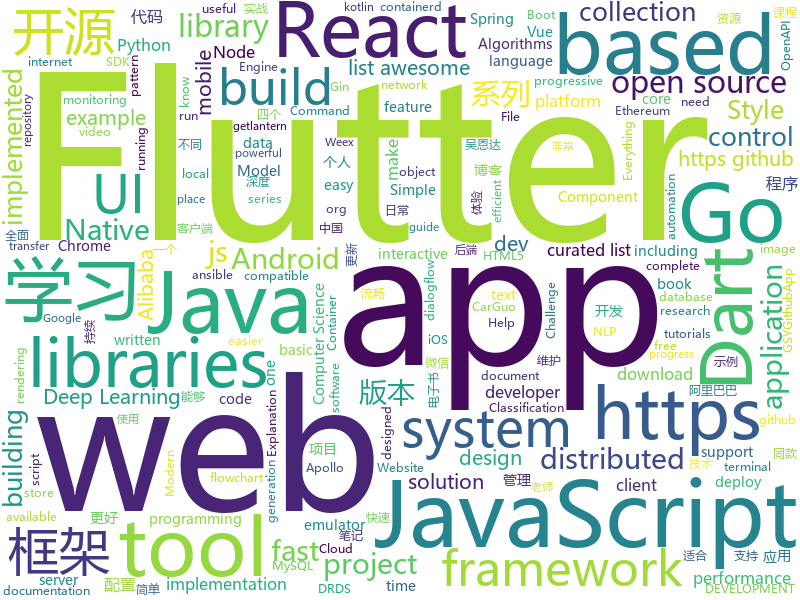 开源 React library based
代码 Python Node Spring Boot Vue Algorithms language
kotlin containerd useful 实战 Engine Gin pattern know
collection 资源 课程 OpenAPI progressive
internet SDK monitoring
mobile build list awesome feature
系列 platform open source core Ethereum need
implemented example video repository running
Flutter
network File Command run getlantern 四个 data
Style control https github
UI Native js Android Chrome
不同 local place series org
Model Weex 个人 深度 powerful
make Simple easy 中国 日常
吴恩达 博客 object 体验 guide efficient
Component 非常 Everything 程序
Go dev curated list including
学习 Java app Dart
全面 transfer 客户端 更新 interactive
后端 HTML5 automation complete book image
Alibaba 一个 ansible compatible
application database research
libraries Google 持续 written basic
Computer Science iOS 流畅 dialogflow CarGuo text Challenge
开发 NLP easier tutorials free progress GSYGithubApp
web https
building Deep Learning 能够 版本 Container one
Help 微信 电子书 document 维护 developer Classification
download 示例 阿里巴巴
tool system distributed
code software 项目 Apollo designed Website
design support github 技术 同款
terminal
框架 script Modern flowchart generation Explanation
solution 管理 client deploy
JavaScript
store available 更好 programming
fast emulator Cloud MySQL 笔记 快速 老师
framework performance 适合 支持 应用
documentation server 配置 简单 使用 rendering
implementation project DRDS time DEVELOPMENT